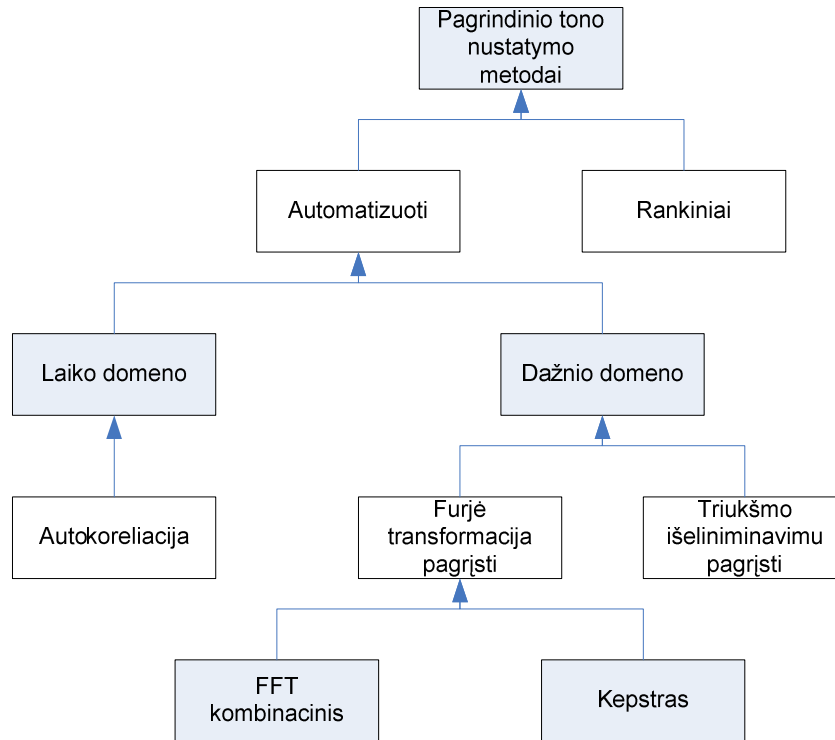 Pagrindinio tono
nustatymo
metodai
Automatizuoti
Rankiniai
Laiko domeno
Dažnio domeno
Autokoreliacija
Furjė
transformacija
pagrįsti
Triukšmo
išeliniminavimu
pagrįsti
FFT
kombinacinis
Kepstras